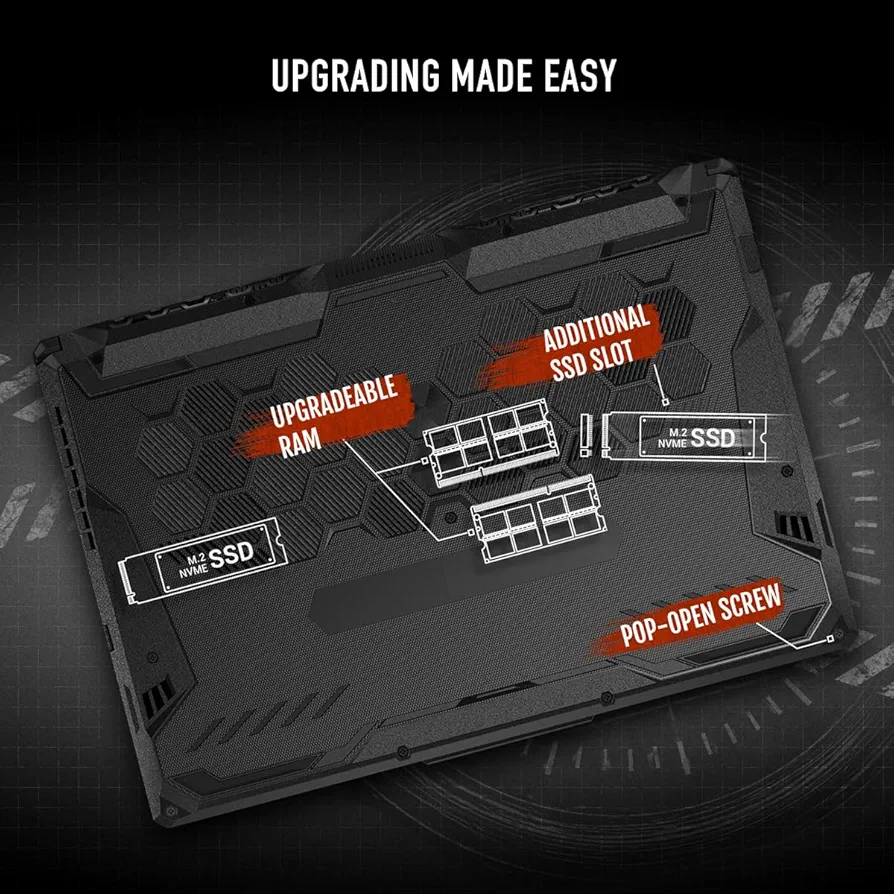 UPGRADING MADE EASY
ADDITIONAL
SSD SLOT
UPGRADEABLE
RAM
M.2
NVME SSD
M.2
NVME SSD
POP-OPEN SCREW